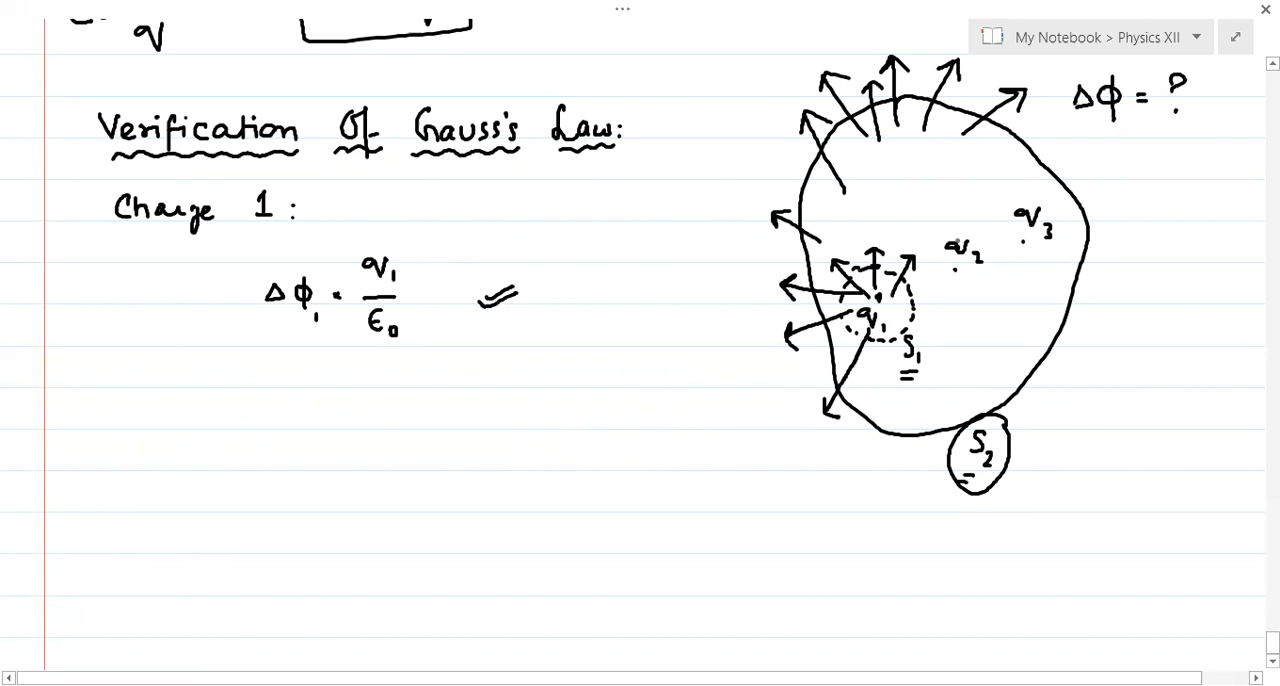 q
My Notebook > Physics XII
Δϕ = ?
Verification Of Gauss's Law:
Charge 1:
q3
q2
Δϕ1 = q1/ϵ0
q1
S1
S2